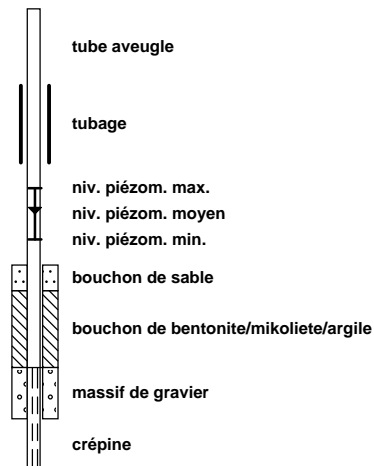 tube aveugle
tubage
niv. piézom. max.
niv. piézom. moyen
niv. piézom. min.
bouchon de sable
bouchon de bentonite/mikoliete/argile
massif de gravier
crépine